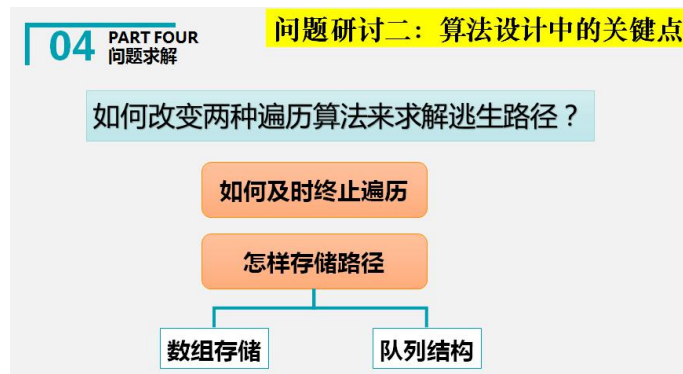 04
PART FOUR
问题求解
问题研讨二：算法设计中的关键点
如何改变两种遍历算法来求解逃生路径？
如何及时终止遍历
怎样存储路径
数组存储
队列结构